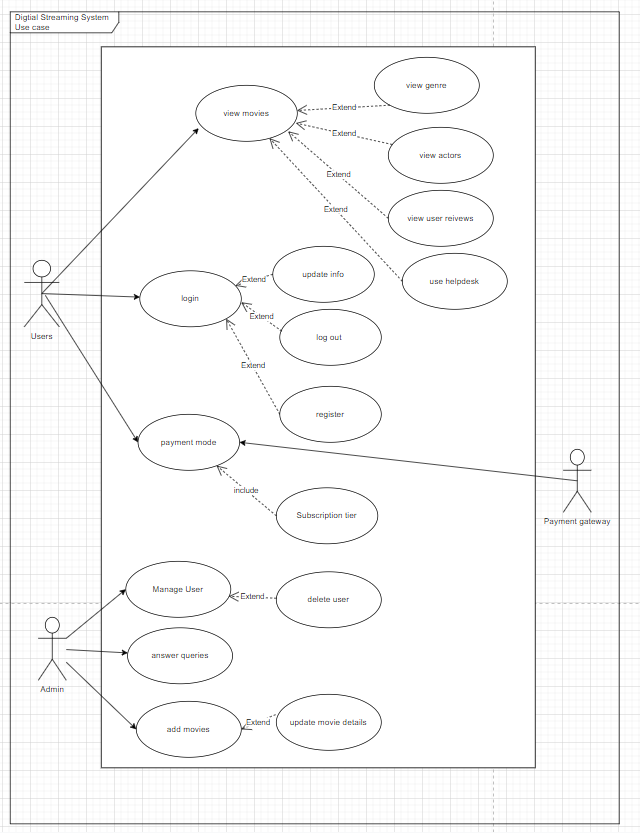 Digtial Streaming System
Use case
view genre
view movies
Extend
Extend
view actors
Extend
Extend
view user reivews
update info
use helpdesk
Extend
login
Extend
log out
Users
Extend
register
payment mode
include
Subscription tier
Payment gateway
Manage User
Extend
delete user
answer queries
Admin
Extend
update movie details
add movies